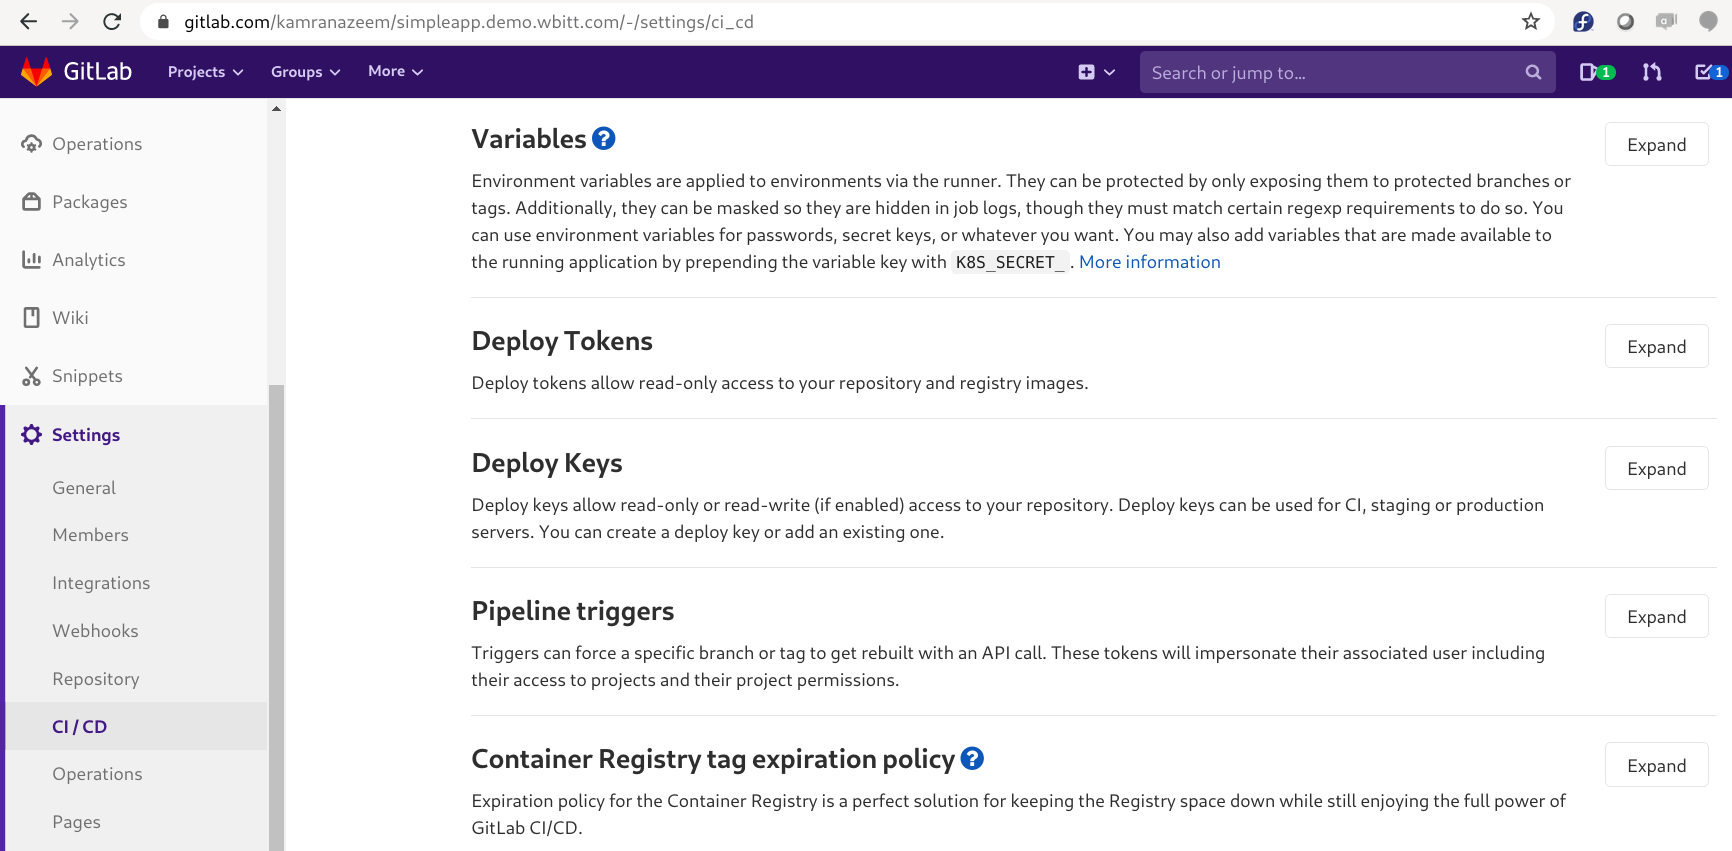 gitlab.com/kamranazeem/simpleapp.demo.wbitt.com/-/settings/ci_cd
GitLab Projects Groups More Search or jump to... 1 1
Operations
Packages
Analytics
Wiki
Snippets
Settings
General
Members
Integrations
Webhooks
Repository
CI / CD
Operations
Pages
Variables ?
Expand
Environment variables are applied to environments via the runner. They can be protected by only exposing them to protected branches or
tags. Additionally, they can be masked so they are hidden in job logs, though they must match certain regexp requirements to do so. You
can use environment variables for passwords, secret keys, or whatever you want. You may also add variables that are made available to
the running application by prepending the variable key with K8S_SECRET_. More information
Deploy Tokens
Expand
Deploy tokens allow read-only access to your repository and registry images.
Deploy Keys
Expand
Deploy keys allow read-only or read-write (if enabled) access to your repository. Deploy keys can be used for CI, staging or production
servers. You can create a deploy key or add an existing one.
Pipeline triggers
Expand
Triggers can force a specific branch or tag to get rebuilt with an API call. These tokens will impersonate their associated user including
their access to projects and their project permissions.
Container Registry tag expiration policy ?
Expand
Expiration policy for the Container Registry is a perfect solution for keeping the Registry space down while still enjoying the full power of
GitLab CI/CD.